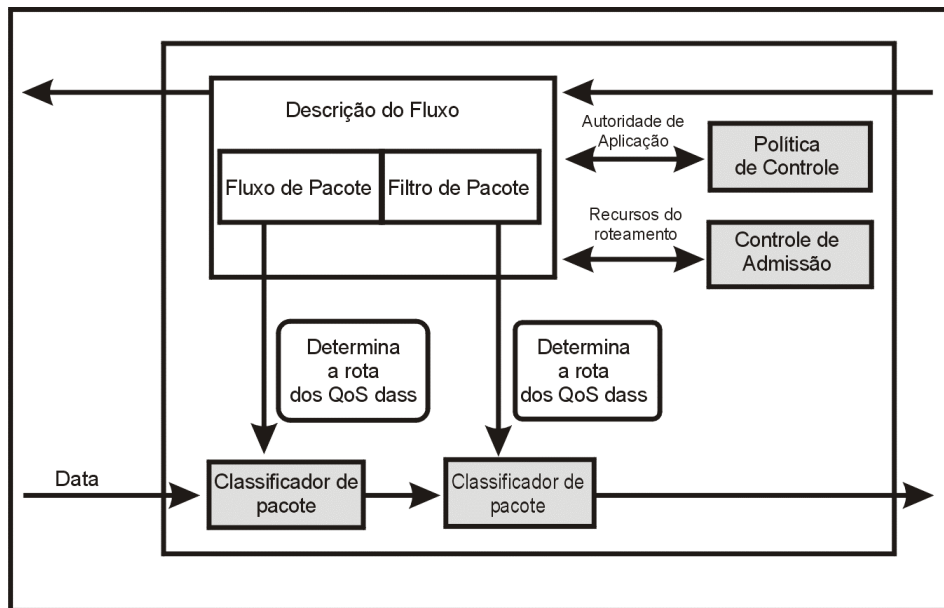 Descrição do Fluxo
Fluxo de Pacote
Filtro de Pacote
Autoridade de
Aplicação
Política
de Controle
Recursos do
roteamento
Controle de
Admissão
Determina
a rota
dos QoS dass
Determina
a rota
dos QoS dass
Data
Classificador de
pacote
Classificador de
pacote